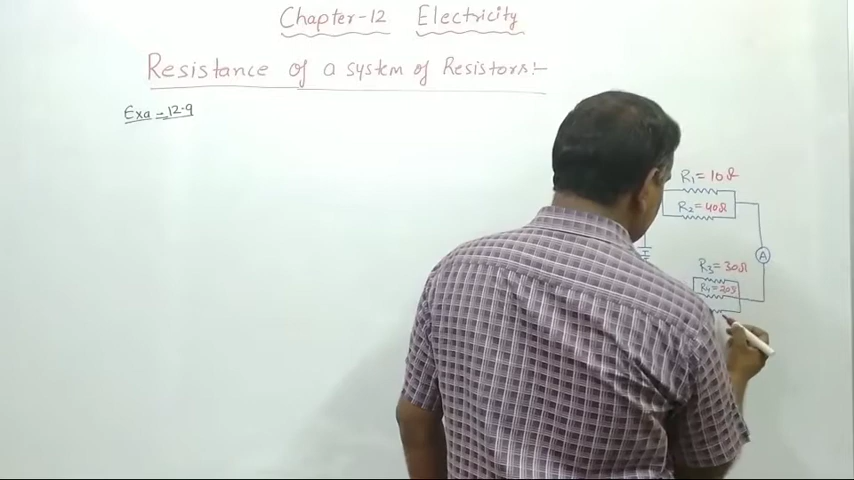 Chapter-12 Electricity
Resistance of a system of Resistors:-
Exa - 12.9
R1 = 10Ω
R2 = 40Ω
A
R3 = 30Ω
R4 = 20Ω